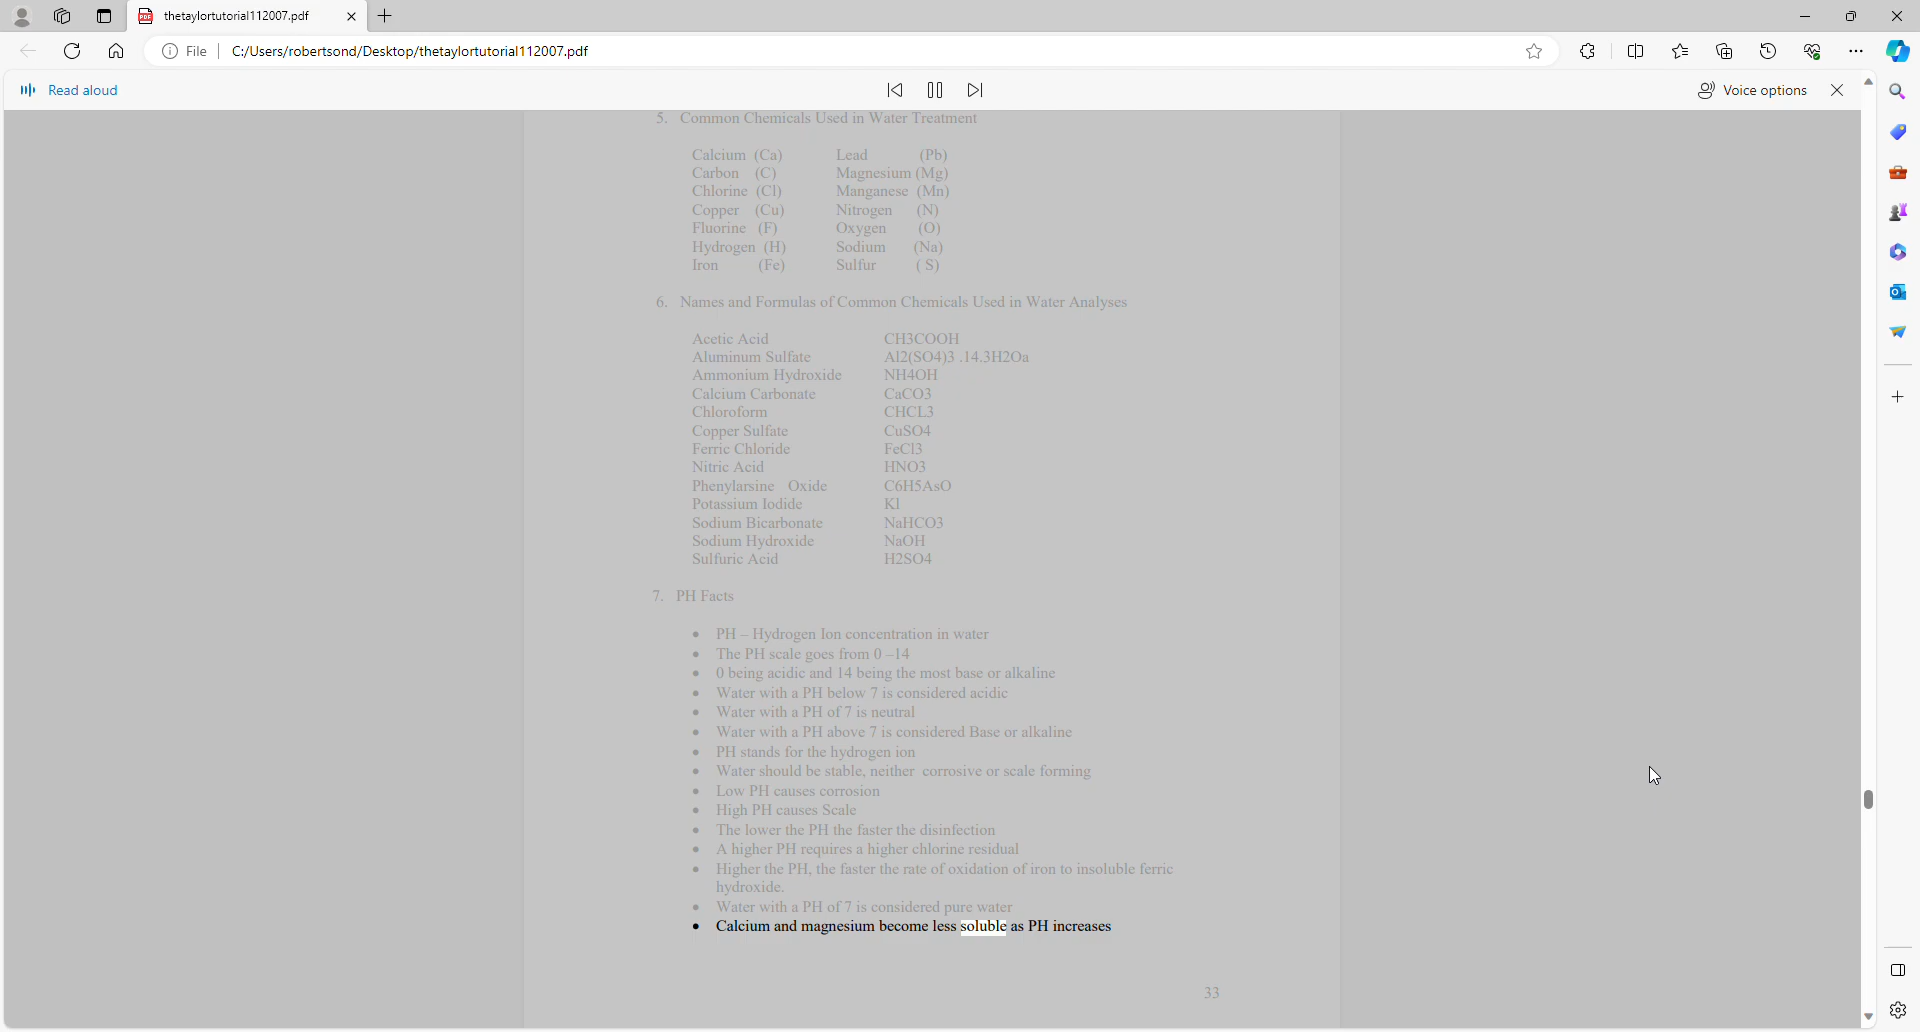 thetaylortutorial112007.pdf
File C:/Users/robertsond/Desktop/thetaylortutorial112007.pdf
Read aloud Voice options
5. Common Chemicals Used in Water Treatment
Calcium (Ca) Lead (Pb)
Carbon (C) Magnesium (Mg)
Chlorine (Cl) Manganese (Mn)
Copper (Cu) Nitrogen (N)
Fluorine (F) Oxygen (O)
Hydrogen (H) Sodium (Na)
Iron (Fe) Sulfur ( S)
6. Names and Formulas of Common Chemicals Used in Water Analyses
Acetic Acid CH3COOH
Aluminum Sulfate Al2(SO4)3 .14.3H2Oa
Ammonium Hydroxide NH4OH
Calcium Carbonate CaCO3
Chloroform CHCL3
Copper Sulfate CuSO4
Ferric Chloride FeCl3
Nitric Acid HNO3
Phenylarsine Oxide C6H5AsO
Potassium Iodide Kl
Sodium Bicarbonate NaHCO3
Sodium Hydroxide NaOH
Sulfuric Acid H2SO4
7. PH Facts
• PH – Hydrogen Ion concentration in water
• The PH scale goes from 0 –14
• 0 being acidic and 14 being the most base or alkaline
• Water with a PH below 7 is considered acidic
• Water with a PH of 7 is neutral
• Water with a PH above 7 is considered Base or alkaline
• PH stands for the hydrogen ion
• Water should be stable, neither corrosive or scale forming
• Low PH causes corrosion
• High PH causes Scale
• The lower the PH the faster the disinfection
• A higher PH requires a higher chlorine residual
• Higher the PH, the faster the rate of oxidation of iron to insoluble ferric
hydroxide.
• Water with a PH of 7 is considered pure water
• Calcium and magnesium become less soluble as PH increases
33